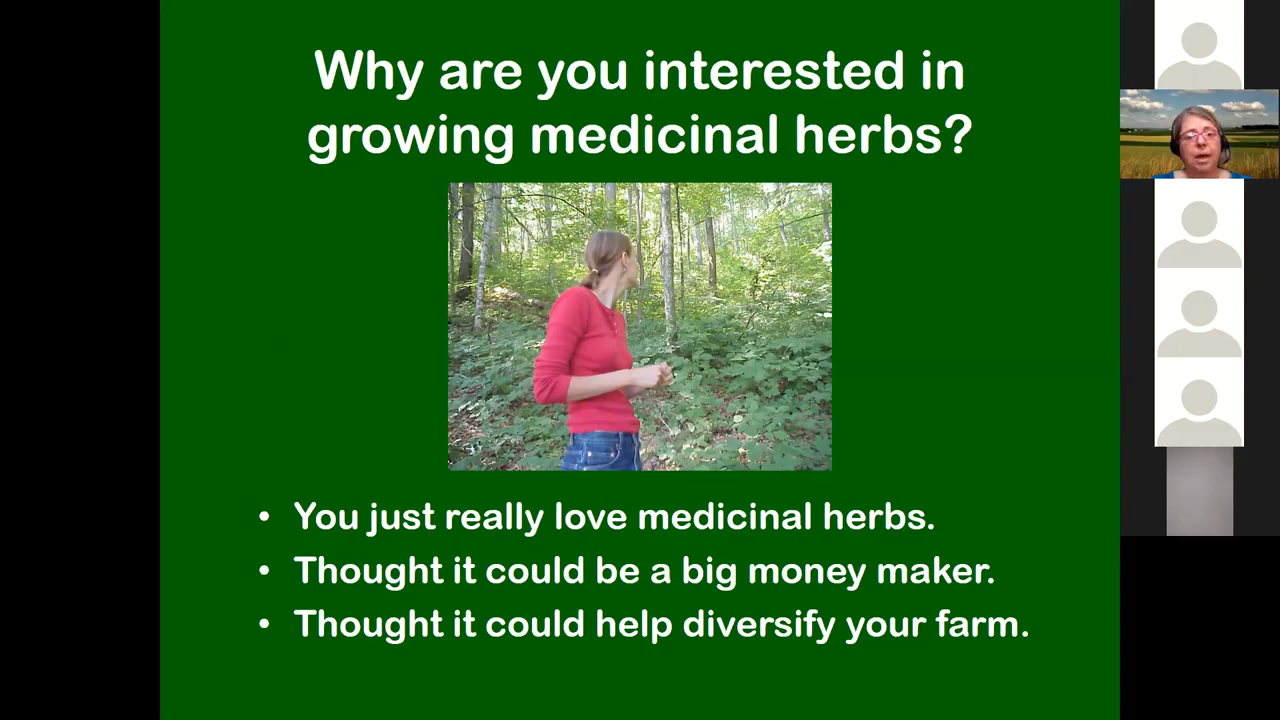 Why are you interested in
growing medicinal herbs?
• You just really love medicinal herbs.
• Thought it could be a big money maker.
• Thought it could help diversify your farm.